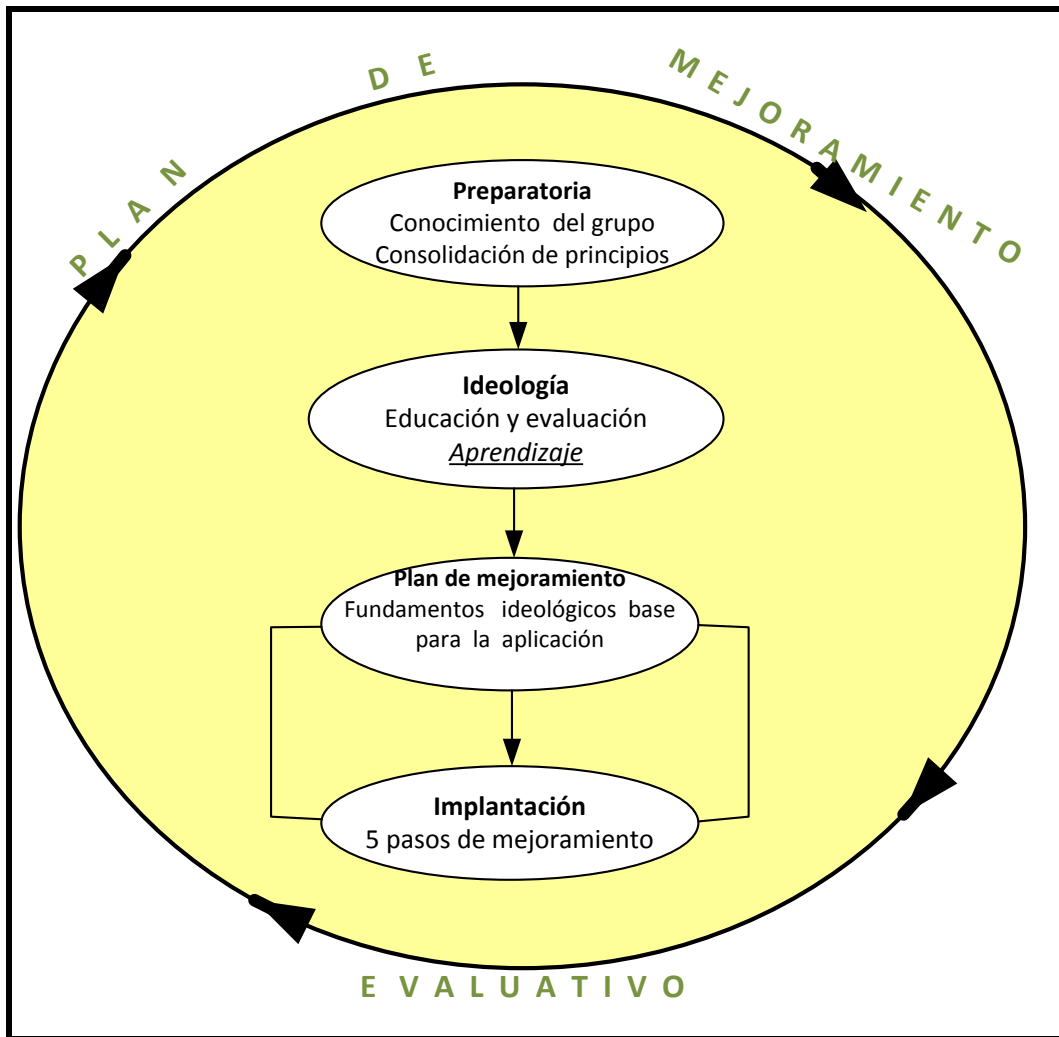 PLAN DE MEJORAMIENTO
Preparatoria
Conocimiento del grupo
Consolidación de principios
Ideología
Educación y evaluación
Aprendizaje
Plan de mejoramiento
Fundamentos ideológicos base
para la aplicación
Implantación
5 pasos de mejoramiento
EVALUATIVO